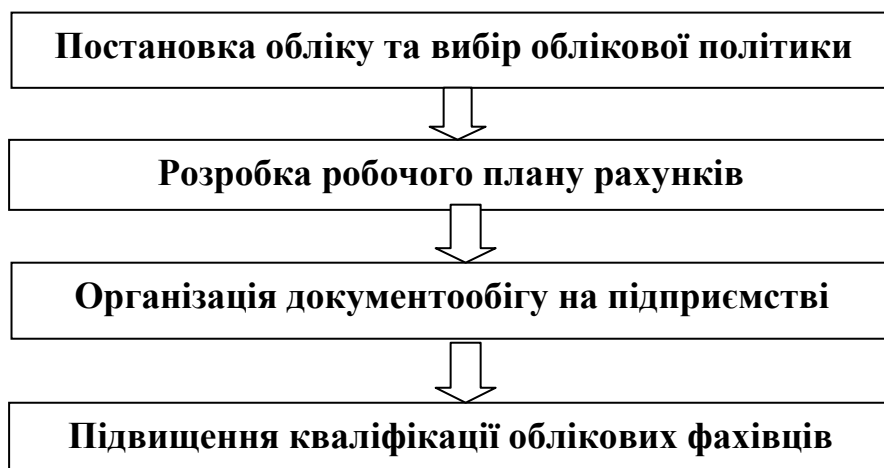 Постановка обліку та вибір облікової політики
Розробка робочого плану рахунків
Організація документообігу на підприємстві
Підвищення кваліфікації облікових фахівців